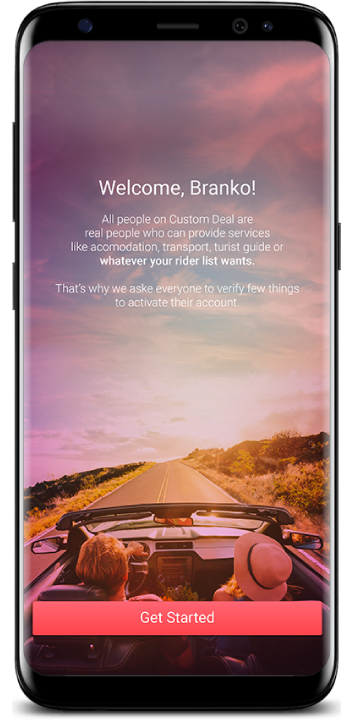 Welcome, Branko!
All people on Custom Deal are
real people who can provide services
like acomodation, transport, turist guide or
whatever your rider list wants.
That's why we aske everyone to verify few things
to activate their account.
Get Started